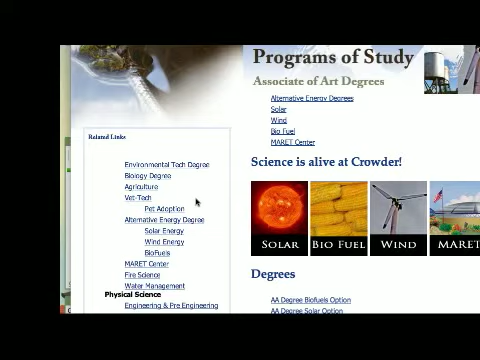 Programs of Study
Associate of Art Degrees
Alternative Energy Degrees
Solar
Wind
Bio Fuel
MARET Center
Science is alive at Crowder!
SOLAR
BIO FUEL
WIND
MARET
Degrees
AA Degree Biofuels Option
AA Degree Solar Option
Related Links
Environmental Tech Degree
Biology Degree
Agriculture
Vet-Tech
Pet Adoption
Alternative Energy Degree
Solar Energy
Wind Energy
BioFuels
MARET Center
Fire Science
Water Management
Physical Science
Engineering & Pre Engineering